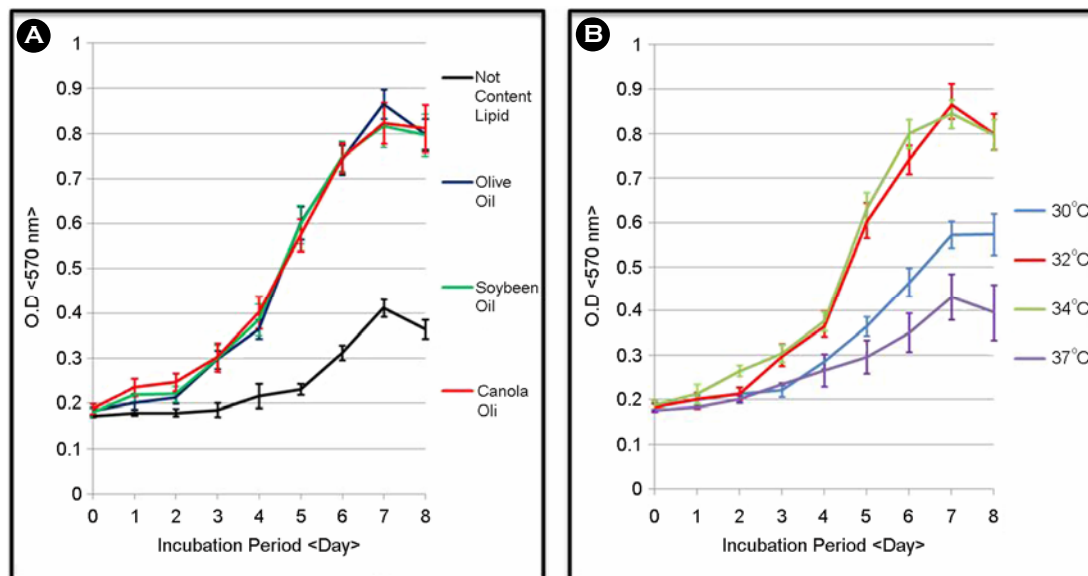 A
1
0.9
0.8
0.7
0.6
0.5
0.4
0.3
0.2
0.1
0
O.D <570 nm>
0 1 2 3 4 5 6 7 8
Incubation Period <Day>
Not
Content
Lipid
Olive
Oil
Soybeen
Oil
Canola
Oli
B
1
0.9
0.8
0.7
0.6
0.5
0.4
0.3
0.2
0.1
0
O.D <570 nm>
0 1 2 3 4 5 6 7 8
Incubation Period <Day>
30°C
32°C
34°C
37°C